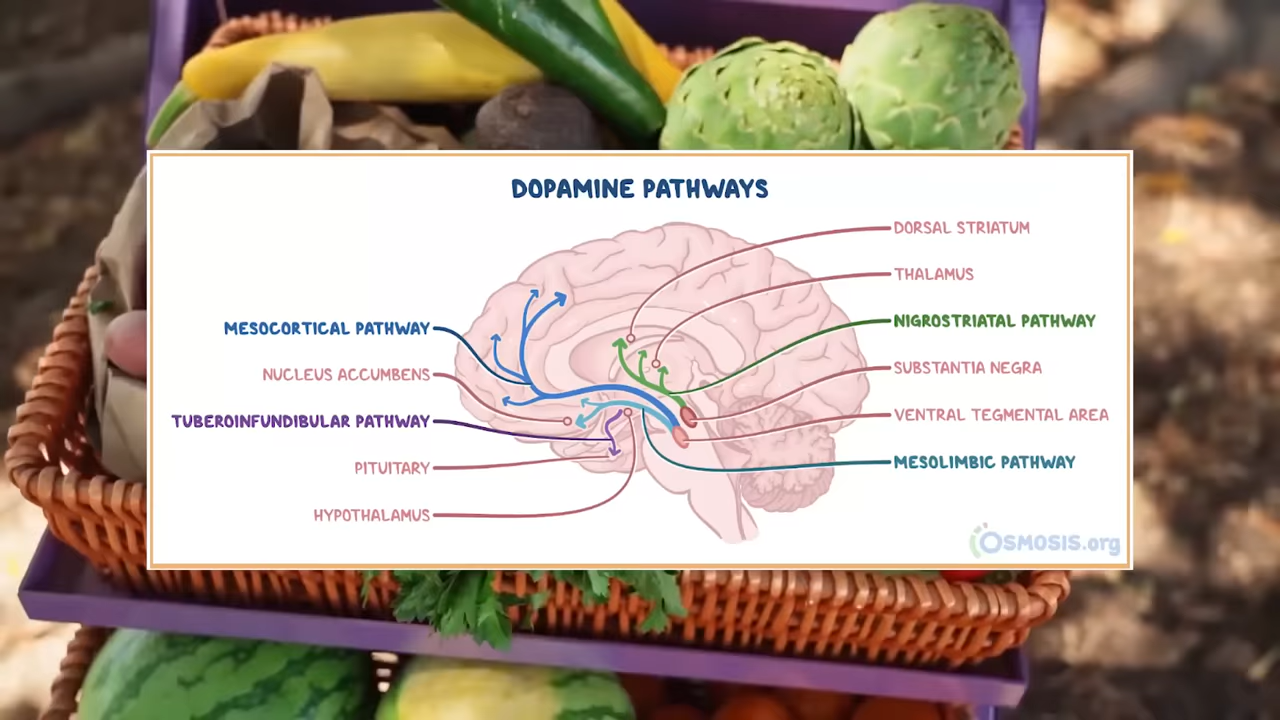 DOPAMINE PATHWAYS
MESOCORTICAL PATHWAY
NUCLEUS ACCUMBENS
TUBEROINFUNDIBULAR PATHWAY
PITUITARY
HYPOTHALAMUS
DORSAL STRIATUM
THALAMUS
NIGROSTRIATAL PATHWAY
SUBSTANTIA NEGRA
VENTRAL TEGMENTAL AREA
MESOLIMBIC PATHWAY
OSMOSIS.org